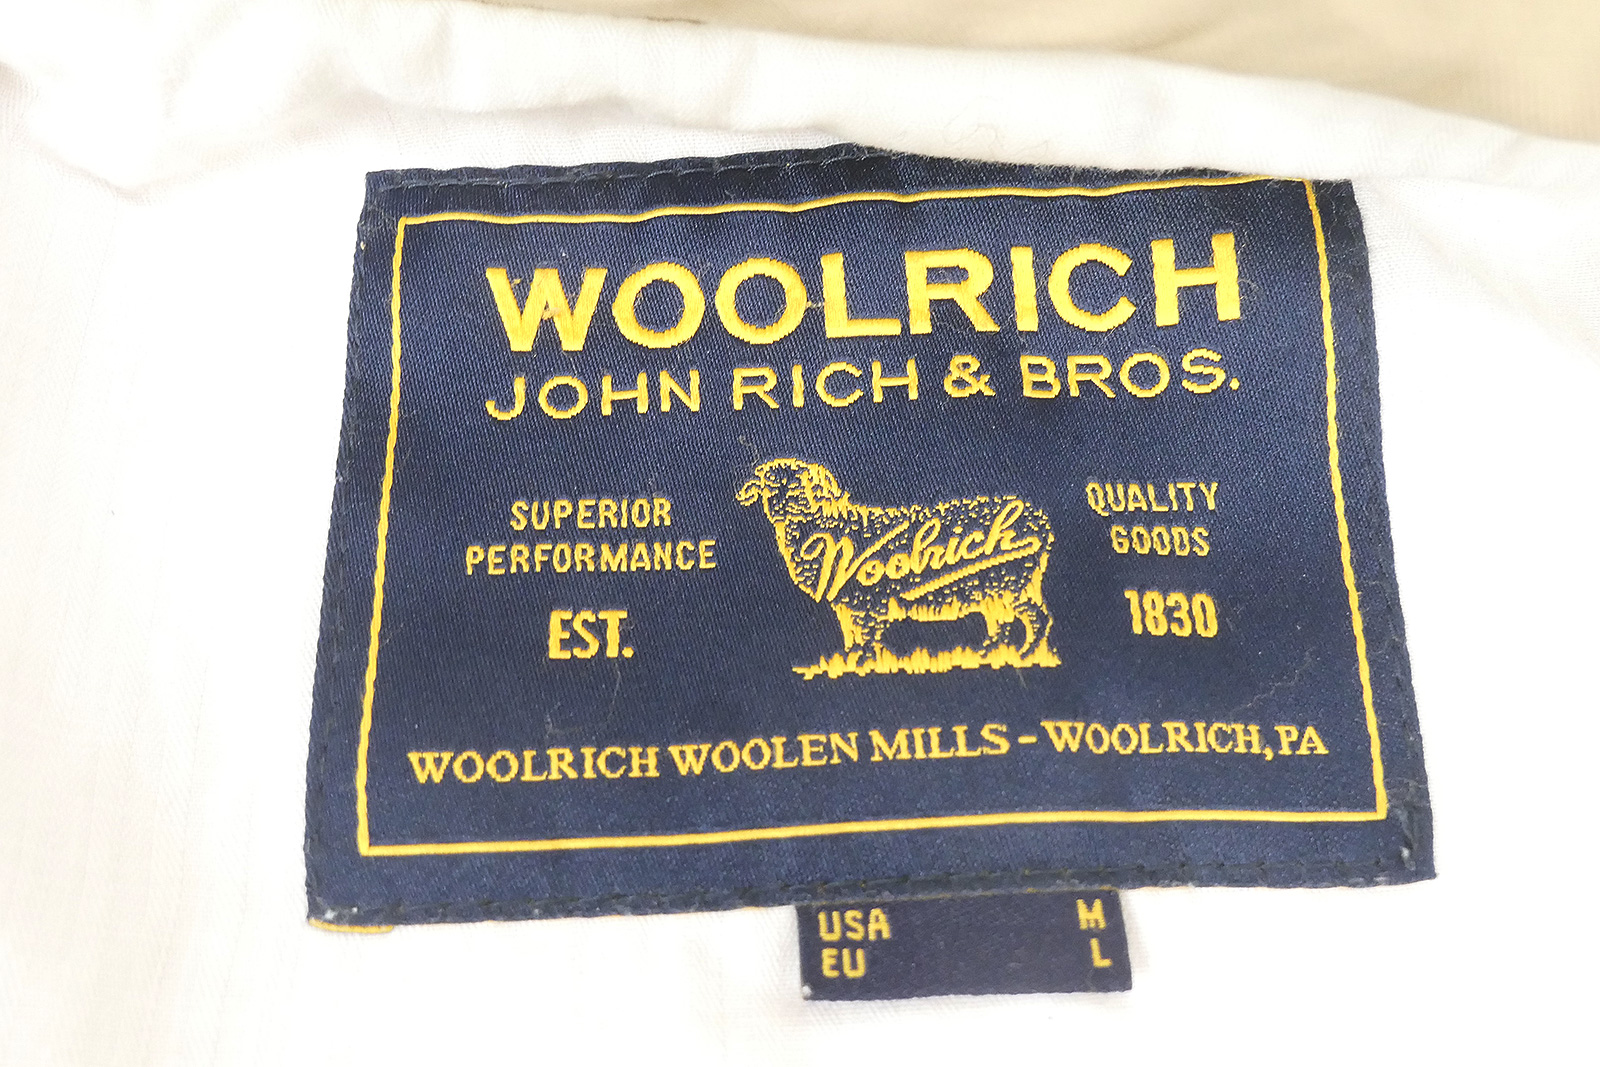 WOOLRICH
JOHN RICH & BROS.
SUPERIOR
PERFORMANCE
EST.
Woolrich
QUALITY
GOODS
1830
WOOLRICH WOOLEN MILLS - WOOLRICH, PA
USA M
EU L